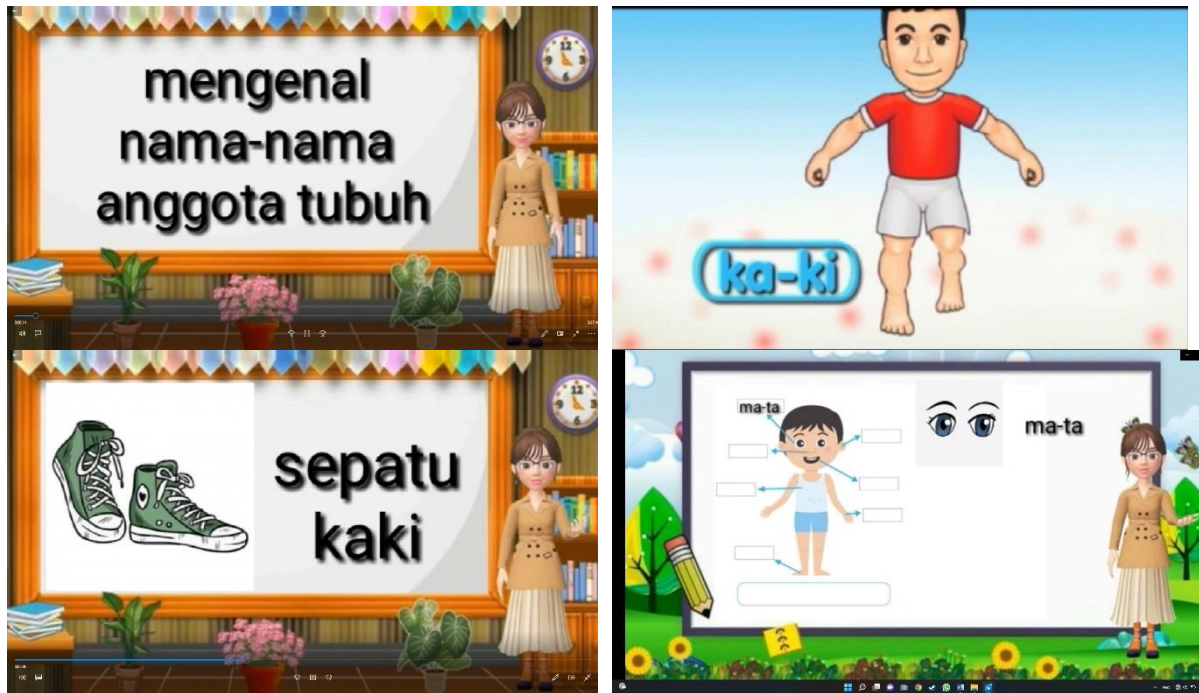 mengenal
nama-nama
anggota tubuh
ka-ki
sepatu
kaki
ma-ta
ma-ta